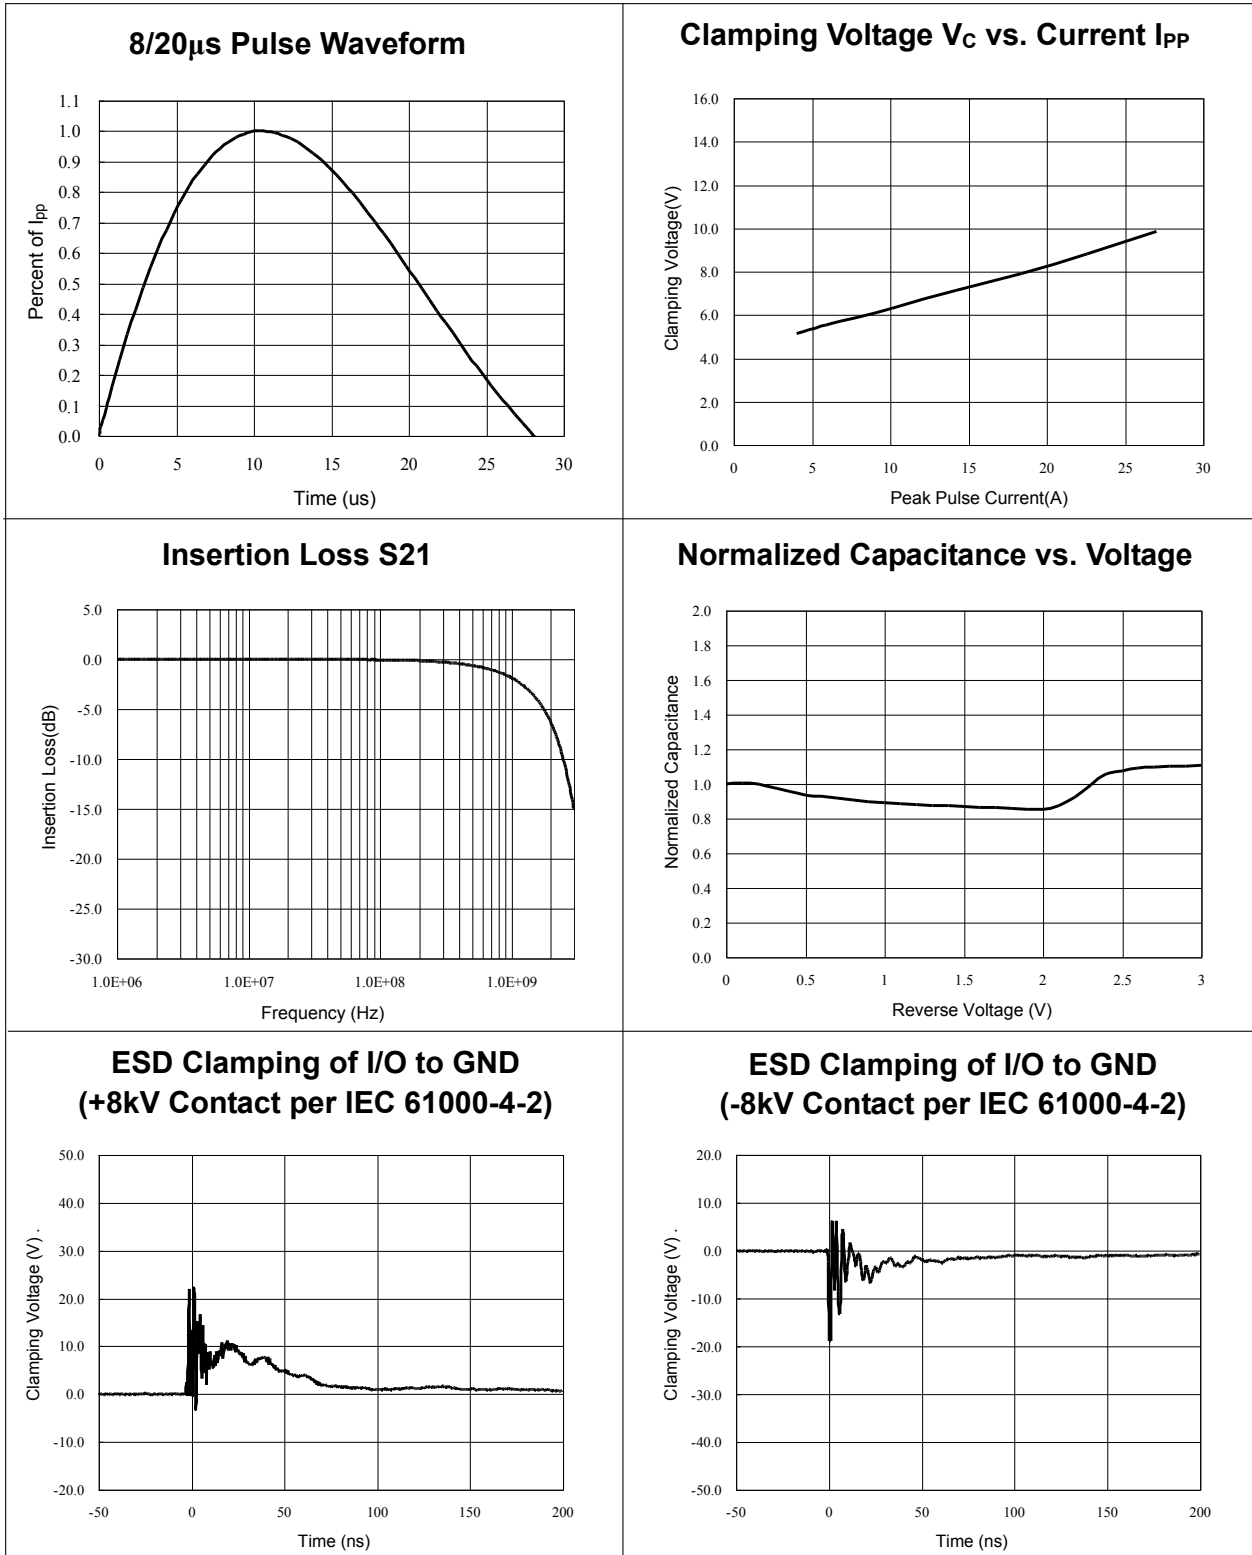 8/20μs Pulse Waveform
1.1
1.0
0.9
0.8
0.7
0.6
0.5
0.4
0.3
0.2
0.1
0.0
Percent of Ipp
0 5 10 15 20 25 30
Time (us)
Clamping Voltage VC vs. Current IPP
16.0
14.0
12.0
10.0
8.0
6.0
4.0
2.0
0.0
Clamping Voltage(V)
0 5 10 15 20 25 30
Peak Pulse Current(A)
Insertion Loss S21
5.0
0.0
-5.0
-10.0
-15.0
-20.0
-25.0
-30.0
Insertion Loss(dB)
1.0E+06 1.0E+07 1.0E+08 1.0E+09
Frequency (Hz)
Normalized Capacitance vs. Voltage
2.0
1.8
1.6
1.4
1.2
1.0
0.8
0.6
0.4
0.2
0.0
Normalized Capacitance
0 0.5 1 1.5 2 2.5 3
Reverse Voltage (V)
ESD Clamping of I/O to GND
(+8kV Contact per IEC 61000-4-2)
50.0
40.0
30.0
20.0
10.0
0.0
-10.0
-20.0
Clamping Voltage (V) .
-50 0 50 100 150 200
Time (ns)
ESD Clamping of I/O to GND
(-8kV Contact per IEC 61000-4-2)
20.0
10.0
0.0
-10.0
-20.0
-30.0
-40.0
-50.0
Clamping Voltage (V) .
-50 0 50 100 150 200
Time (ns)